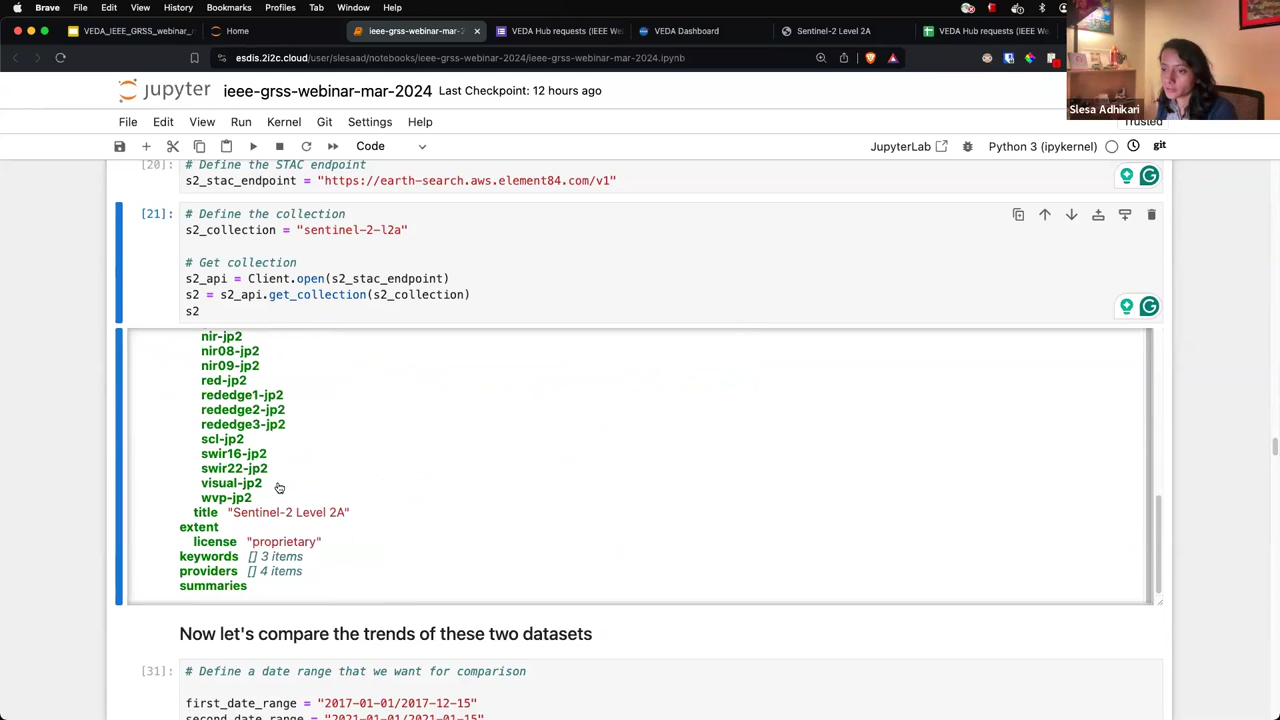 Brave File Edit View History Bookmarks Profiles Tab Window Help
VEDA_IEEE_GRSS_webinar_ Home ieee-grss-webinar-mar-2 VEDA Hub requests (IEEE We VEDA Dashboard Sentinel-2 Level 2A VEDA Hub requests (IEEE W
esdis.2i2c.cloud/user/slesaad/notebooks/ieee-grss-webinar-2024/ieee-grss-webinar-mar-2024.ipynb
jupyter ieee-grss-webinar-mar-2024 Last Checkpoint: 12 hours ago
Slesa Adhikari
Trusted
File Edit View Run Kernel Git Settings Help
Code JupyterLab Python 3 (ipykernel) git
[20]: # Define the STAC endpoint
s2_stac_endpoint = "https://earth-search.aws.element84.com/v1"
[21]: # Define the collection
s2_collection = "sentinel-2-l2a"
# Get collection
s2_api = Client.open(s2_stac_endpoint)
s2 = s2_api.get_collection(s2_collection)
s2
nir-jp2
nir08-jp2
nir09-jp2
red-jp2
rededge1-jp2
rededge2-jp2
rededge3-jp2
scl-jp2
swir16-jp2
swir22-jp2
visual-jp2
wvp-jp2
title "Sentinel-2 Level 2A"
extent
license "proprietary"
keywords [] 3 items
providers [] 4 items
summaries
Now let's compare the trends of these two datasets
[31]: # Define a date range that we want for comparison
first_date_range = "2017-01-01/2017-12-15"
second_date_range = "2021-01-01/2021-01-15"